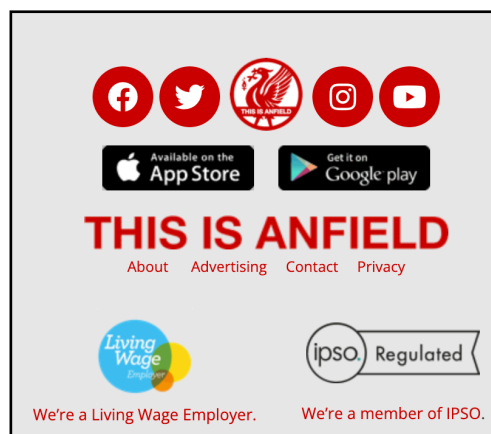 THIS IS ANFIELD
Available on the
App Store
Get it on
Google play
THIS IS ANFIELD
About Advertising Contact Privacy
Living
Wage
Employer
ipso. Regulated
We're a Living Wage Employer.
We're a member of IPSO.